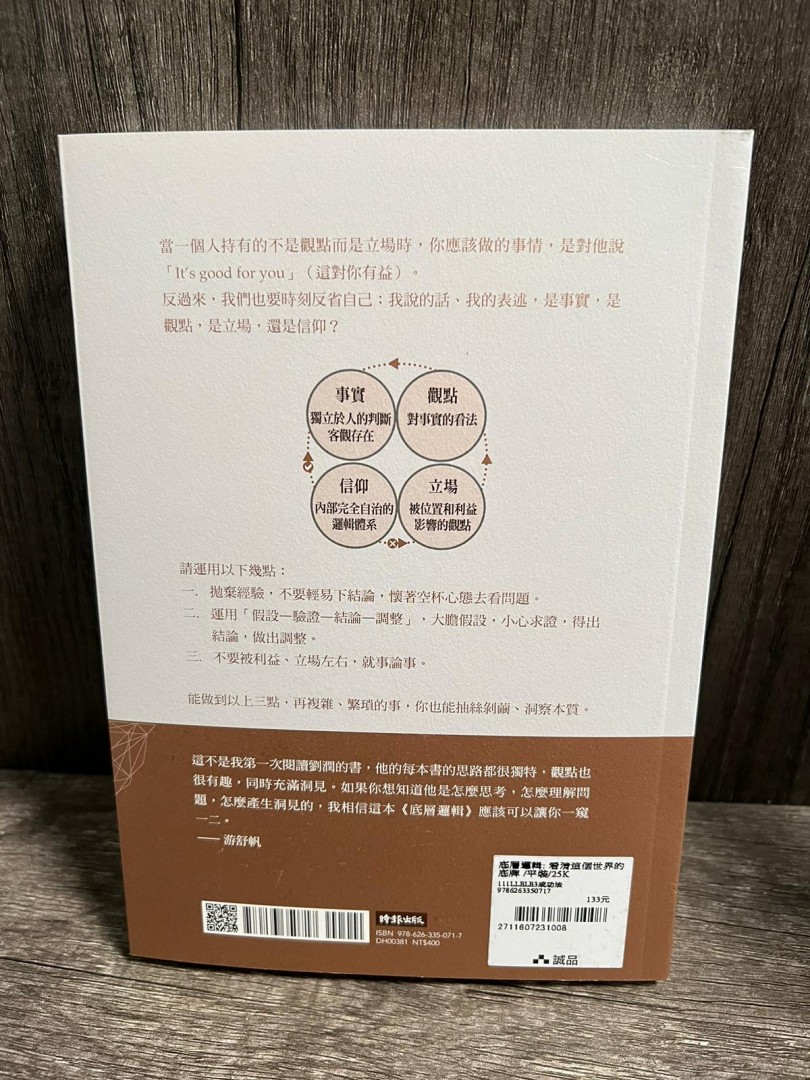 當一個人持有的不是觀點而是立場時，你應該做的事情，是對他說
「It's good for you」（這對你有益）。
反過來，我們也要時刻反省自己；我說的話、我的表述，是事實，是
觀點，是立場，還是信仰？
事實
獨立於人的判斷
客觀存在
觀點
對事實的看法
信仰
內部完全自治的
邏輯體系
立場
被位置和利益
影響的觀點
請運用以下幾點：
一. 拋棄經驗，不要輕易下結論，懷著空杯心態去看問題。
二. 運用「假設—驗證—結論—調整」，大膽假設，小心求證，得出
結論，做出調整。
三. 不要被利益、立場左右，就事論事。
能做到以上三點，再複雜、繁瑣的事，你也能抽絲剝繭、洞察本質。
這不是我第一次閱讀劉潤的書，他的每本書的思路都很獨特，觀點也
很有趣，同時充滿洞見。如果你想知道他是怎麼思考，怎麼理解問
題，怎麼產生洞見的，我相信這本《底層邏輯》應該可以讓你一窺
一二。
—— 游舒帆
時報出版
ISBN 978-626-335-071-7
DH00381 NT$400
底層邏輯: 看清這個世界的
底牌 /平裝/25K
111LLBLB3成功法
9786263350717
133元
2711607231008
誠品